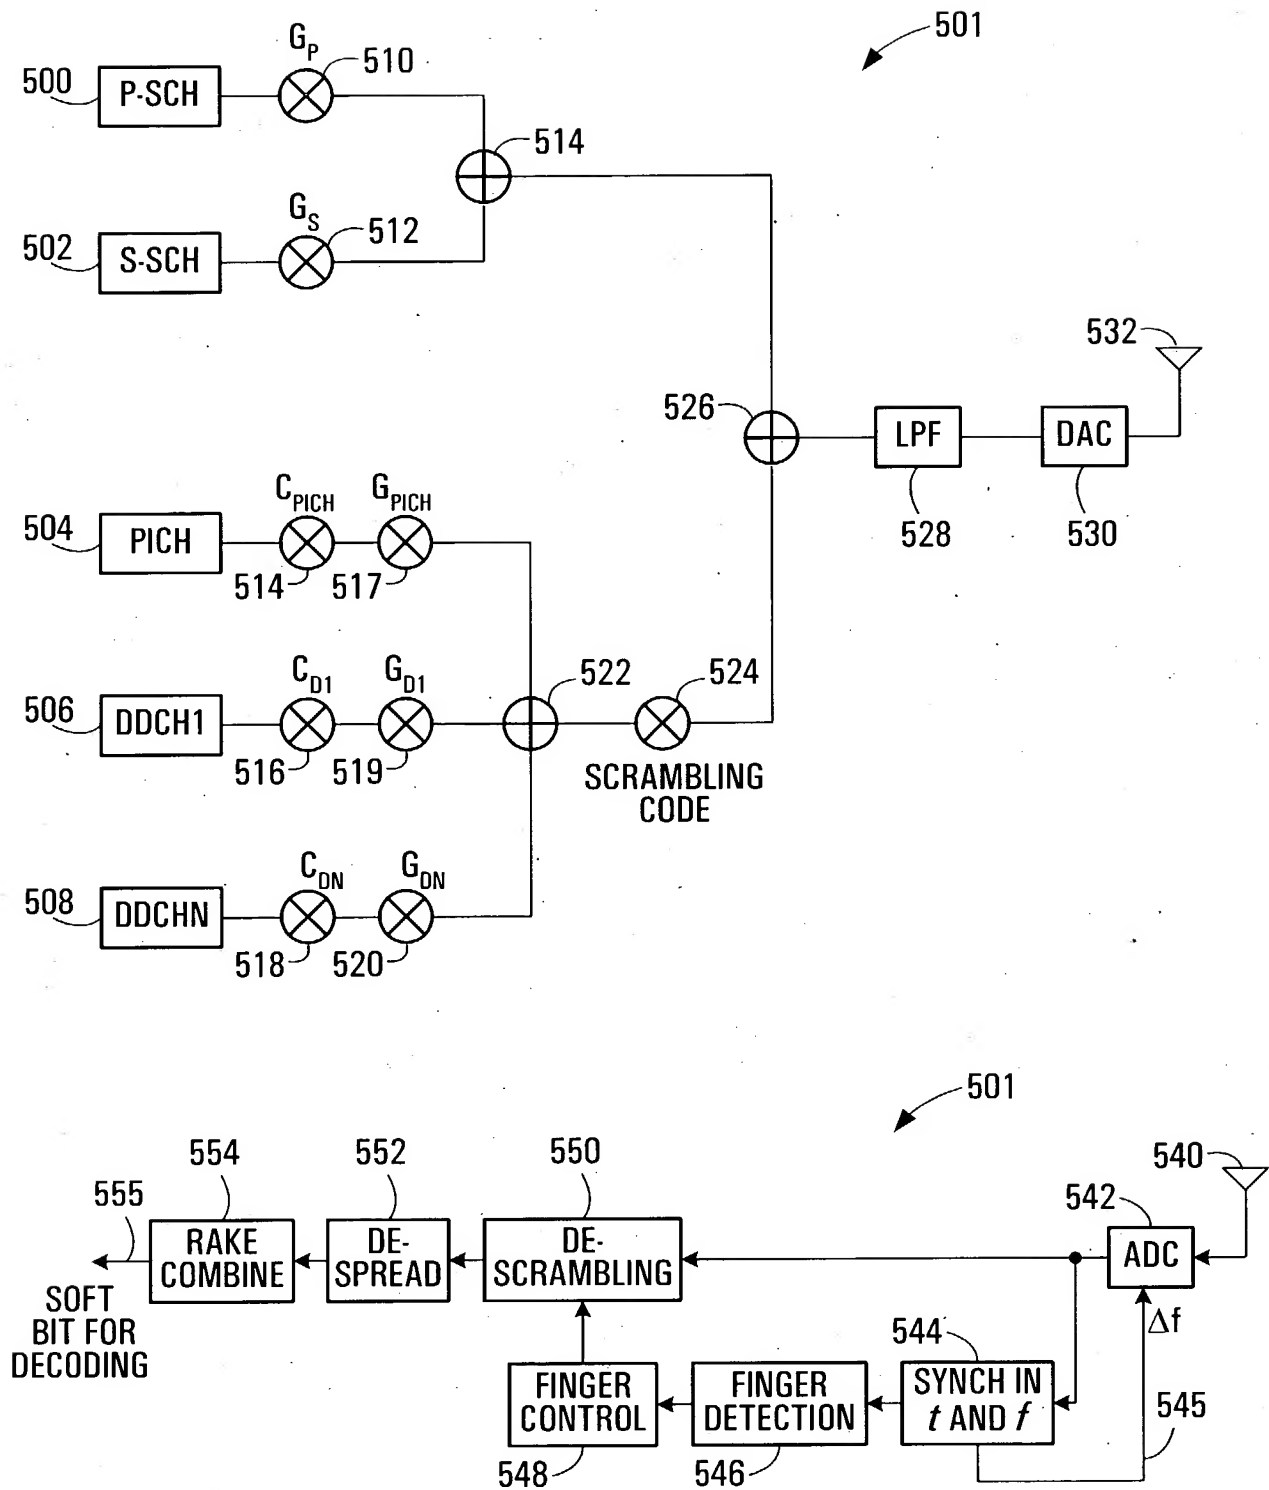 501
G_P
510
500
P-SCH
514
G_S
512
502
S-SCH
532
526
LPF
DAC
528
530
C_PICH
G_PICH
504
PICH
514
517
C_D1
G_D1
522
524
506
DDCH1
516
519
SCRAMBLING
CODE
C_DN
G_DN
508
DDCHN
518
520
501
554
552
550
540
555
542
RAKE
COMBINE
DE-
SPREAD
DE-
SCRAMBLING
ADC
SOFT
BIT FOR
DECODING
Δf
544
FINGER
CONTROL
FINGER
DETECTION
SYNCH IN
t AND f
545
548
546